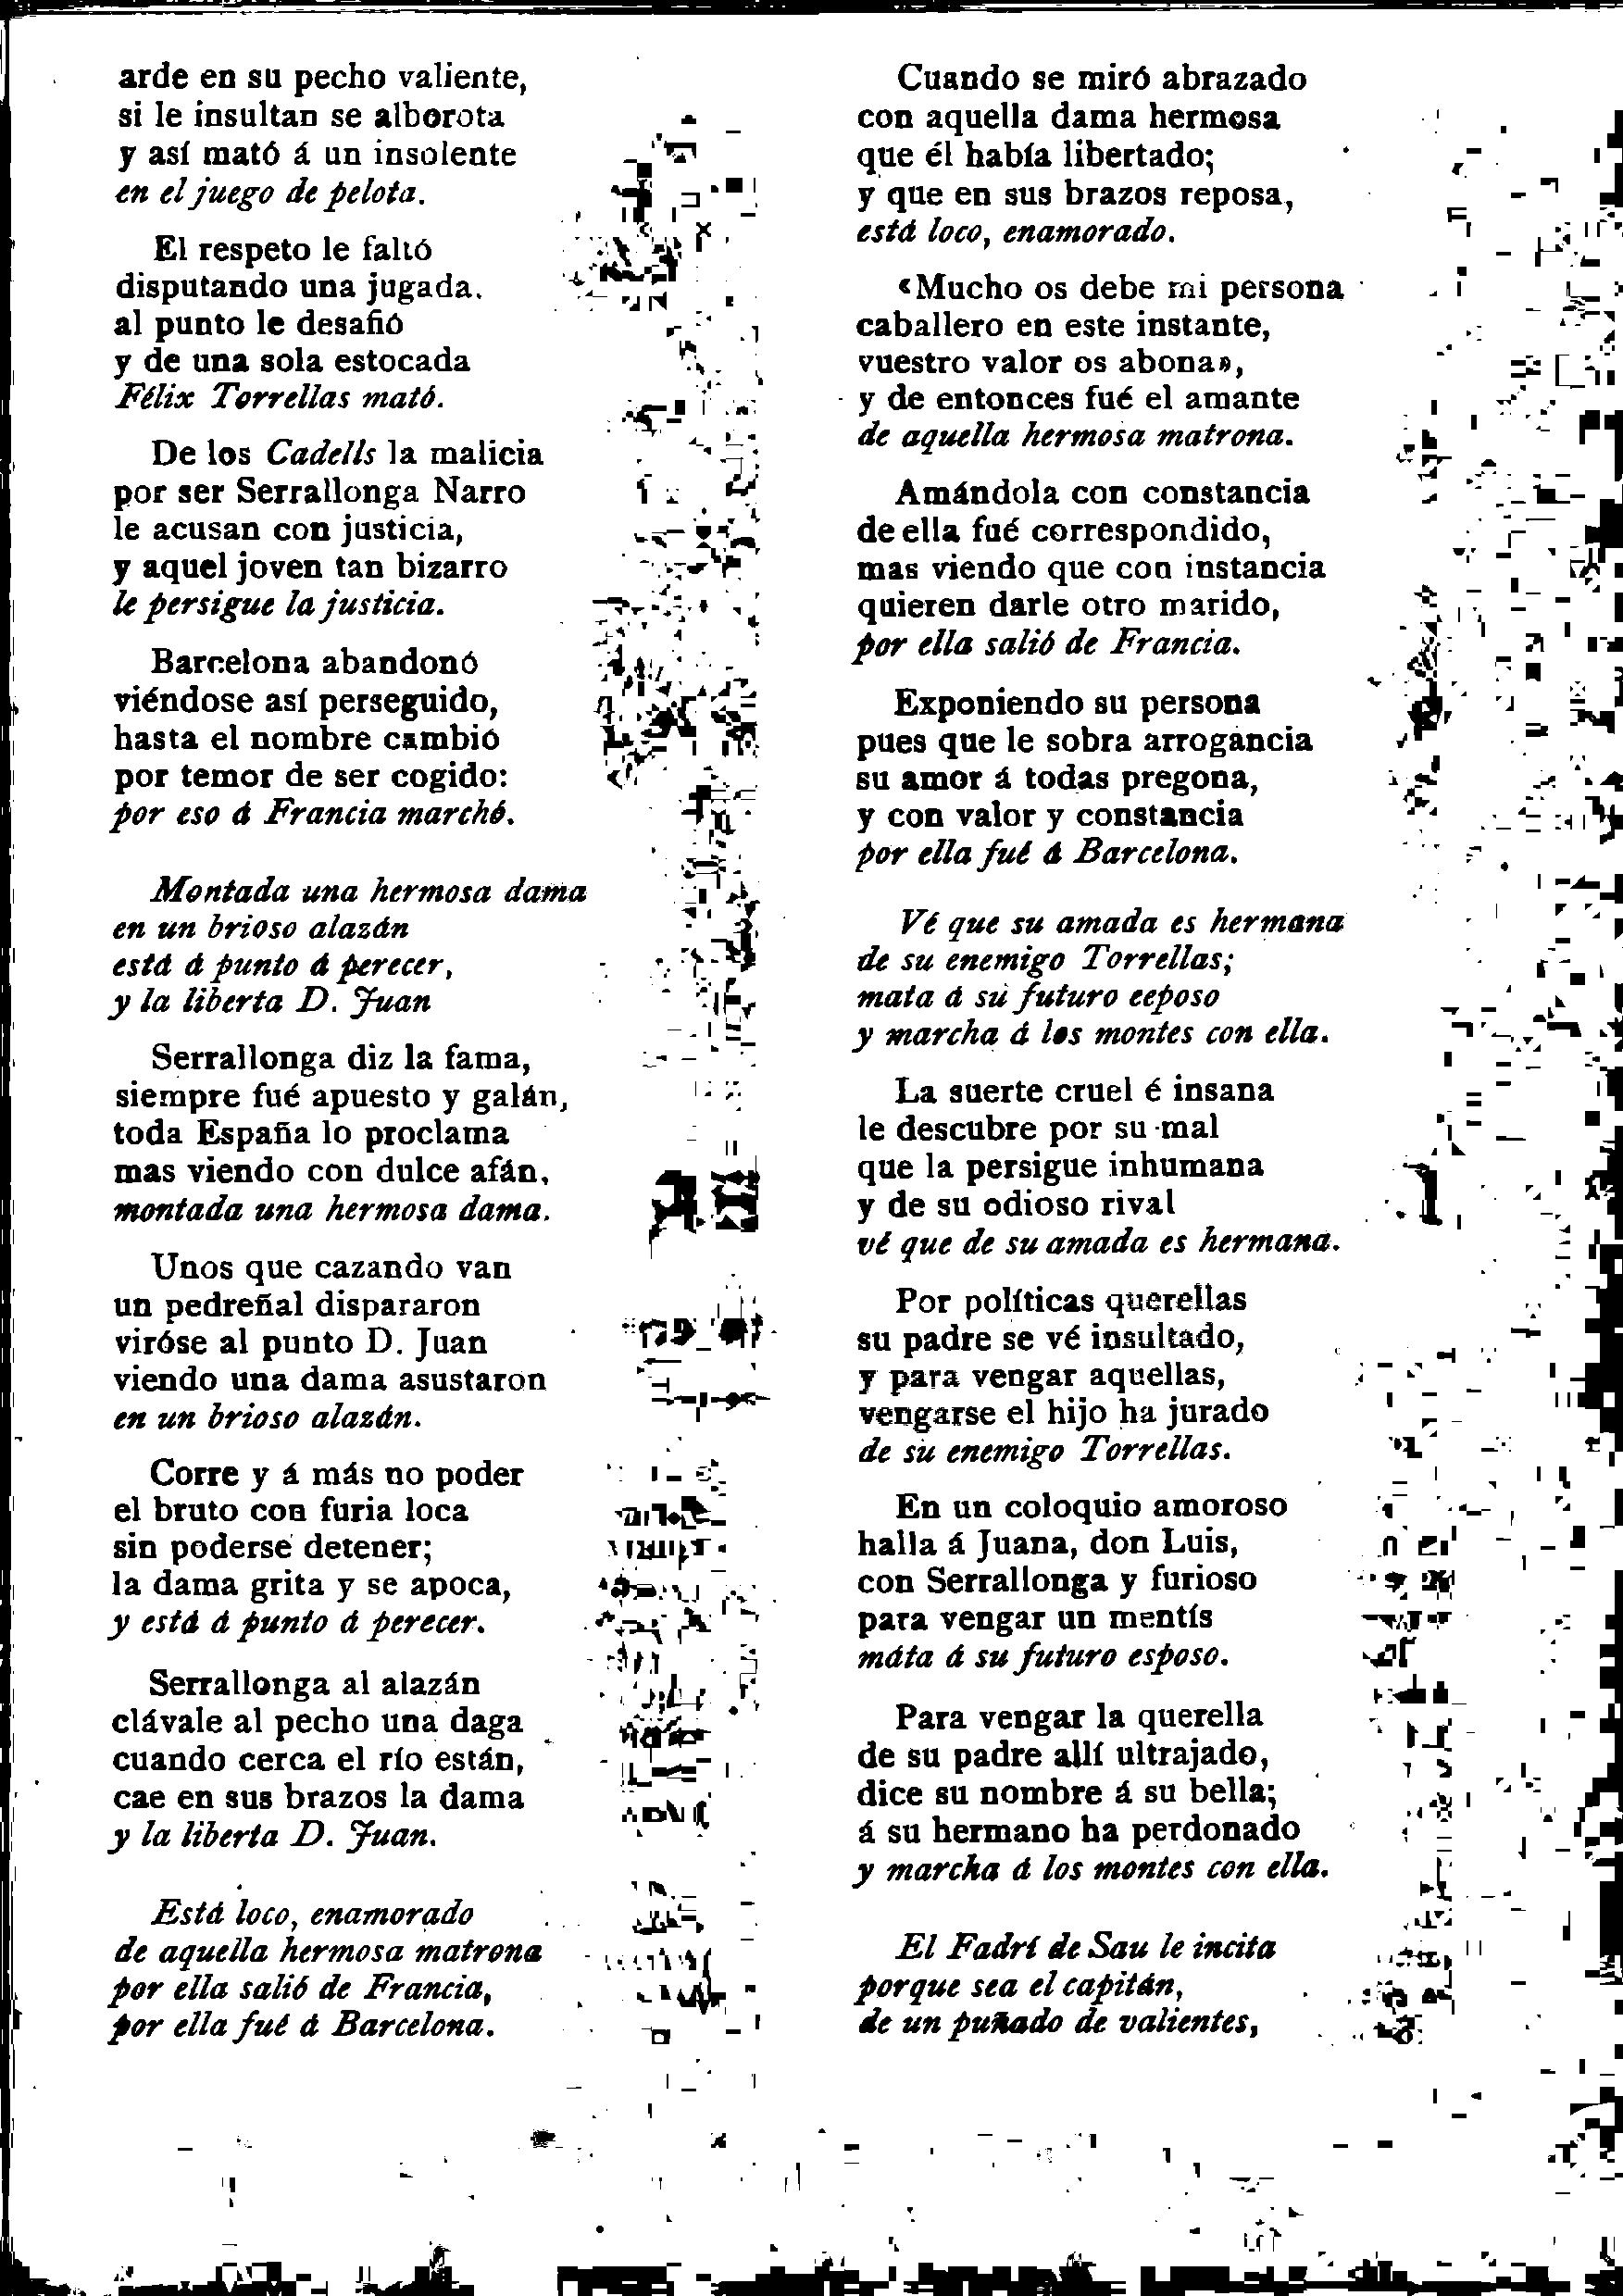 arde en su pecho valiente,
si le insultan se alborota
y así mató á un insolente
en el juego de pelota.
El respeto le faltó
disputando una jugada.
al punto le desafió
y de una sola estocada
Félix Torrellas mató.
De los Cadells la malicia
por ser Serrallonga Narro
le acusan con justicia,
y aquel joven tan bizarro
le persigue la justicia.
Barcelona abandonó
viéndose así perseguido,
hasta el nombre cambió
por temor de ser cogido:
por eso á Francia marchó.
Montada una hermosa dama
en un brioso alazán
está á punto á perecer,
y la liberta D. Juan
Serrallonga diz la fama,
siempre fué apuesto y galán,
toda España lo proclama
mas viendo con dulce afán,
montada una hermosa dama.
Unos que cazando van
un pedreñal dispararon
viróse al punto D. Juan
viendo una dama asustaron
en un brioso alazán.
Corre y á más no poder
el bruto con furia loca
sin poderse detener;
la dama grita y se apoca,
y está á punto á perecer.
Serrallonga al alazán
clávale al pecho una daga
cuando cerca el río están,
cae en sus brazos la dama
y la liberta D. Juan.
Está loco, enamorado
de aquella hermosa matrona
por ella salió de Francia,
por ella fué á Barcelona.
Cuando se miró abrazado
con aquella dama hermosa
que él había libertado;
y que en sus brazos reposa,
está loco, enamorado.
«Mucho os debe mi persona
caballero en este instante,
vuestro valor os abona»,
y de entonces fué el amante
de aquella hermosa matrona.
Amándola con constancia
de ella fué correspondido,
mas viendo que con instancia
quieren darle otro marido,
por ella salió de Francia.
Exponiendo su persona
pues que le sobra arrogancia
su amor á todas pregona,
y con valor y constancia
por ella fué á Barcelona.
Vé que su amada es hermana
de su enemigo Torrellas;
mata á su futuro eeposo
y marcha á los montes con ella.
La suerte cruel é insana
le descubre por su mal
que la persigue inhumana
y de su odioso rival
vé que de su amada es hermana.
Por políticas querellas
su padre se vé insultado,
y para vengar aquellas,
vengarse el hijo ha jurado
de su enemigo Torrellas.
En un coloquio amoroso
halla á Juana, don Luis,
con Serrallonga y furioso
para vengar un mentís
máta á su futuro esposo.
Para vengar la querella
de su padre allí ultrajado,
dice su nombre á su bella;
á su hermano ha perdonado
y marcha á los montes con ella.
El Fadrí de Sau le incita
porque sea el capitán,
de un puñado de valientes,